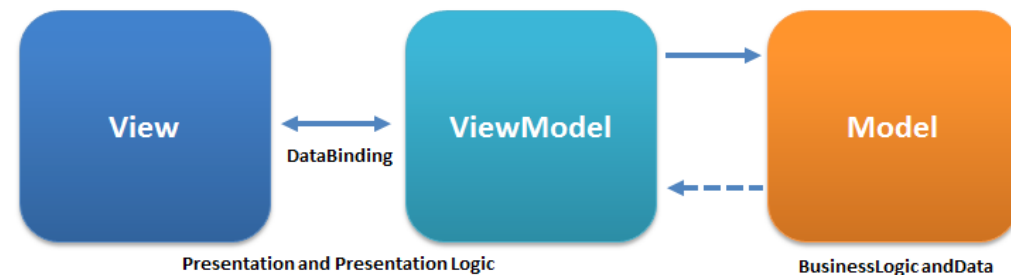 View
ViewModel
Model
DataBinding
Presentation and Presentation Logic
BusinessLogic andData